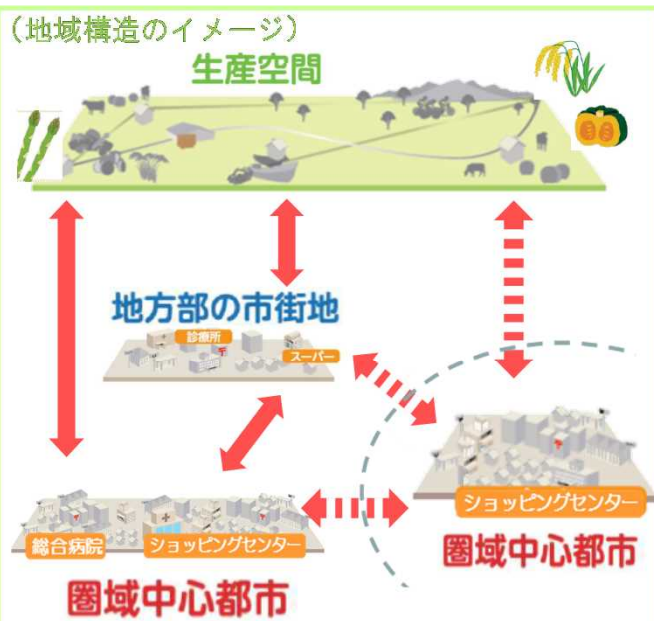 （地域構造のイメージ）
生産空間
地方部の市街地
診療所
スーパー
総合病院
ショッピングセンター
圏域中心都市
ショッピングセンター
圏域中心都市